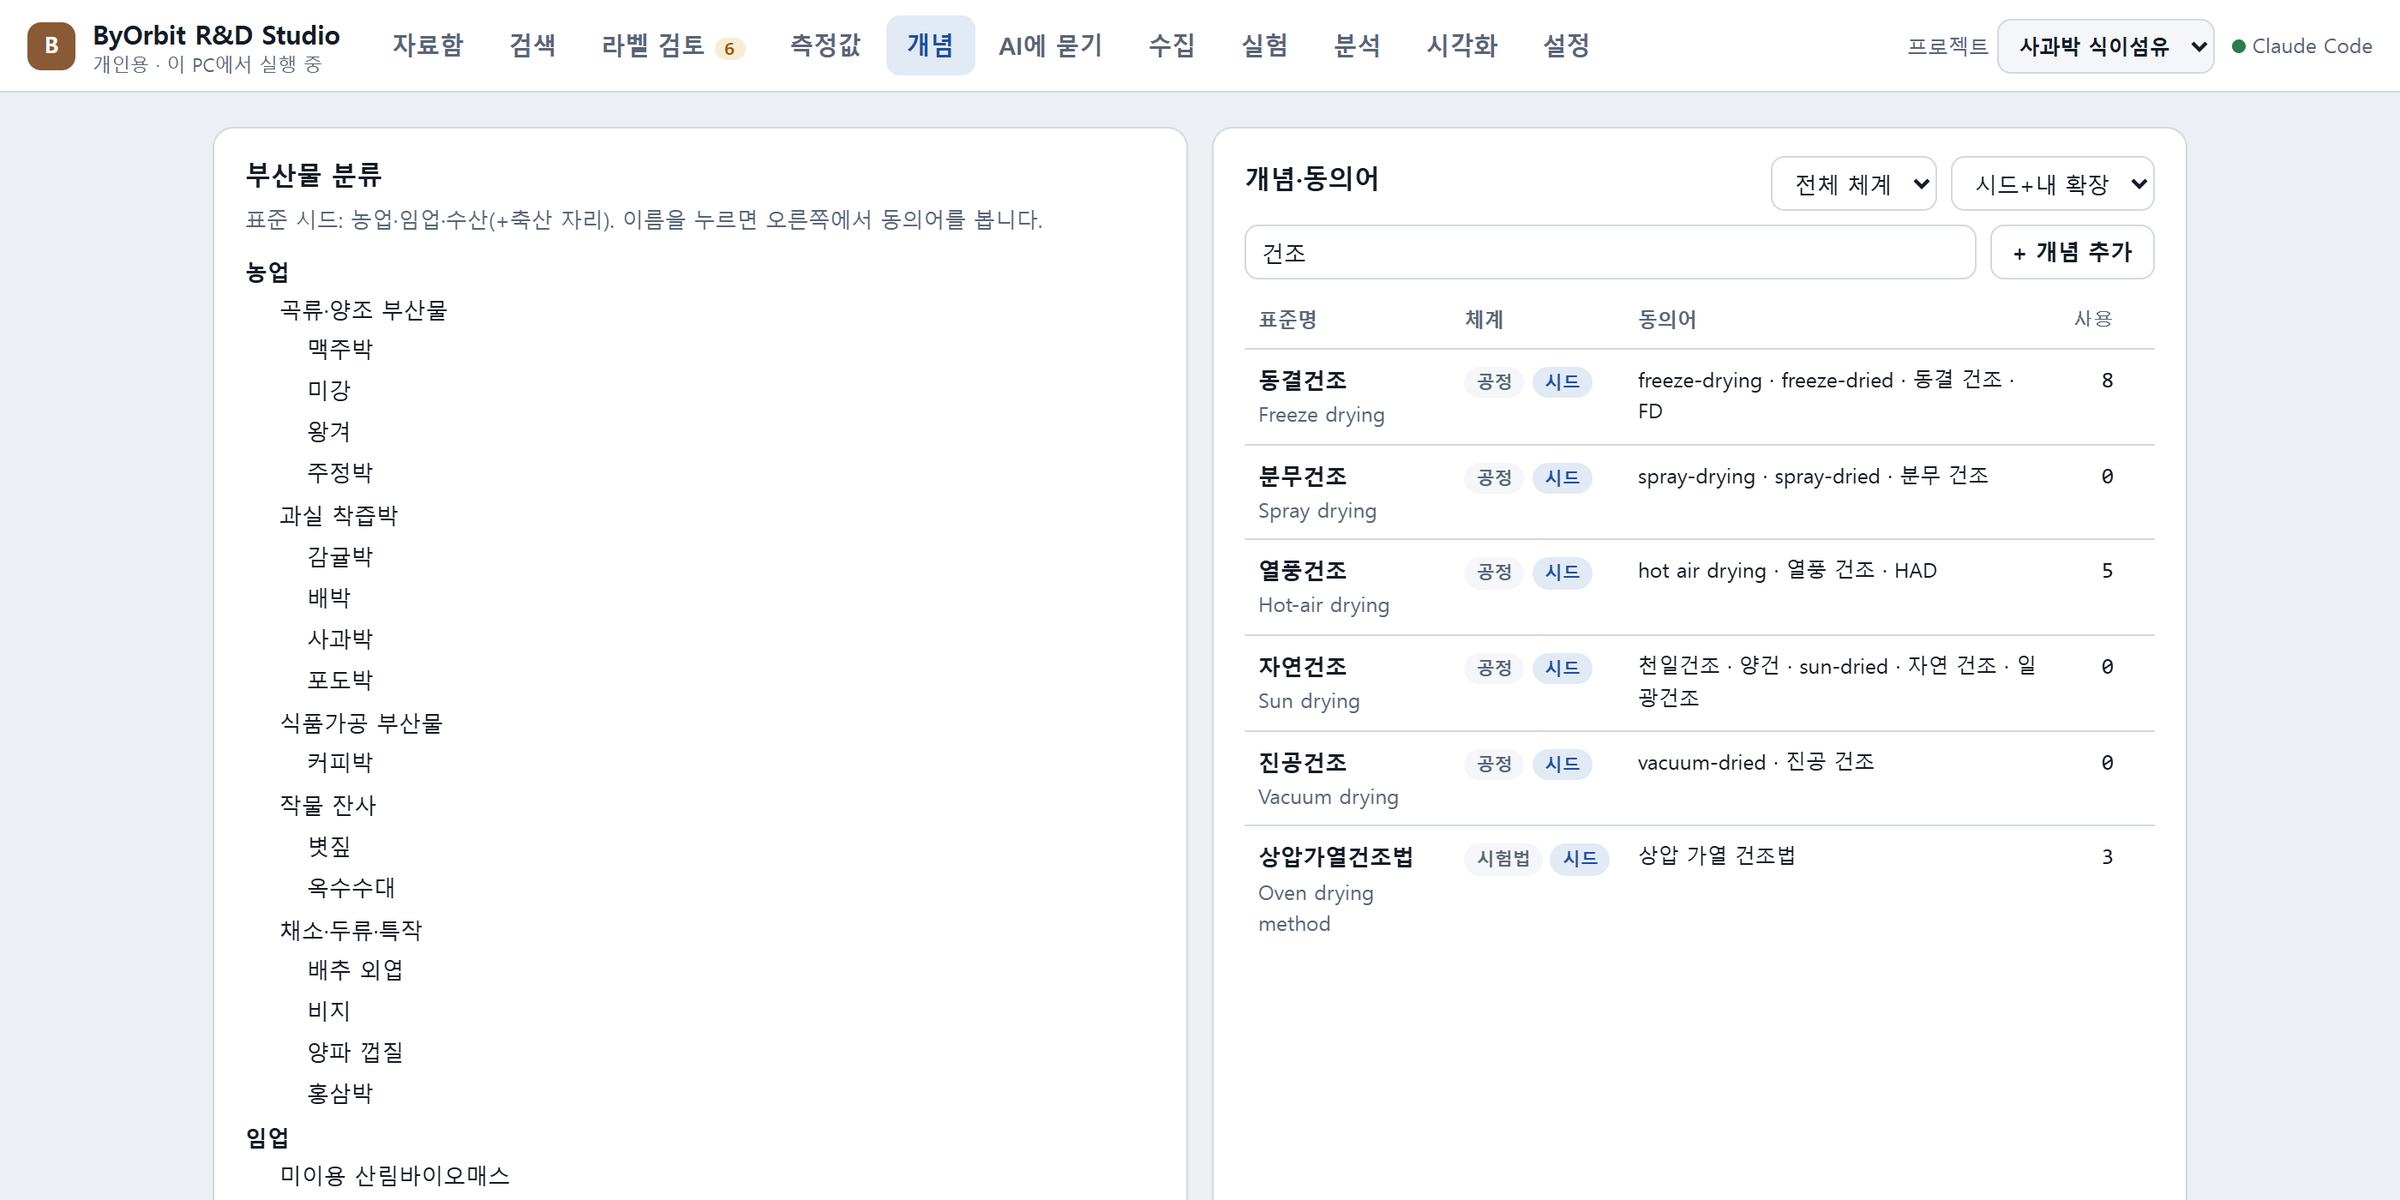 B
ByOrbit R&D Studio
개인용 · 이 PC에서 실행 중
자료함
검색
라벨 검토 6
측정값
개념
AI에 묻기
수집
실험
분석
시각화
설정
프로젝트
사과박 식이섬유
Claude Code
부산물 분류
표준 시드: 농업·임업·수산(+축산 자리). 이름을 누르면 오른쪽에서 동의어를 봅니다.
농업
곡류·양조 부산물
맥주박
미강
왕겨
주정박
과실 착즙박
감귤박
배박
사과박
포도박
식품가공 부산물
커피박
작물 잔사
볏짚
옥수수대
채소·두류·특작
배추 외엽
비지
양파 껍질
홍삼박
임업
미이용 산림바이오매스
개념·동의어
전체 체계
시드+내 확장
건조
+ 개념 추가
표준명 체계 동의어 사용
동결건조 공정 시드 freeze-drying · freeze-dried · 동결 건조 · 8
Freeze drying FD
분무건조 공정 시드 spray-drying · spray-dried · 분무 건조 0
Spray drying
열풍건조 공정 시드 hot air drying · 열풍 건조 · HAD 5
Hot-air drying
자연건조 공정 시드 천일건조 · 양건 · sun-dried · 자연 건조 · 일 0
Sun drying 광건조
진공건조 공정 시드 vacuum-dried · 진공 건조 0
Vacuum drying
상압가열건조법 시험법 시드 상압 가열 건조법 3
Oven drying
method